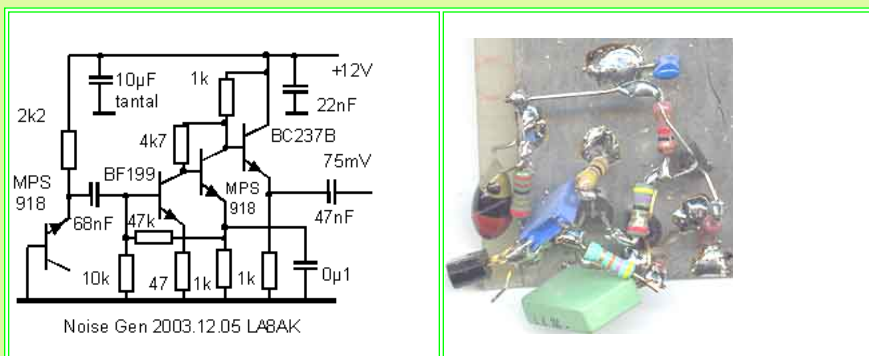 10µF
tantal
1k
+12V
22nF
2k2
4k7
BC237B
75mV
MPS
918
BF199
MPS
918
68nF
47k
47nF
10k
47
1k
1k
0µ1
Noise Gen 2003.12.05 LA8AK